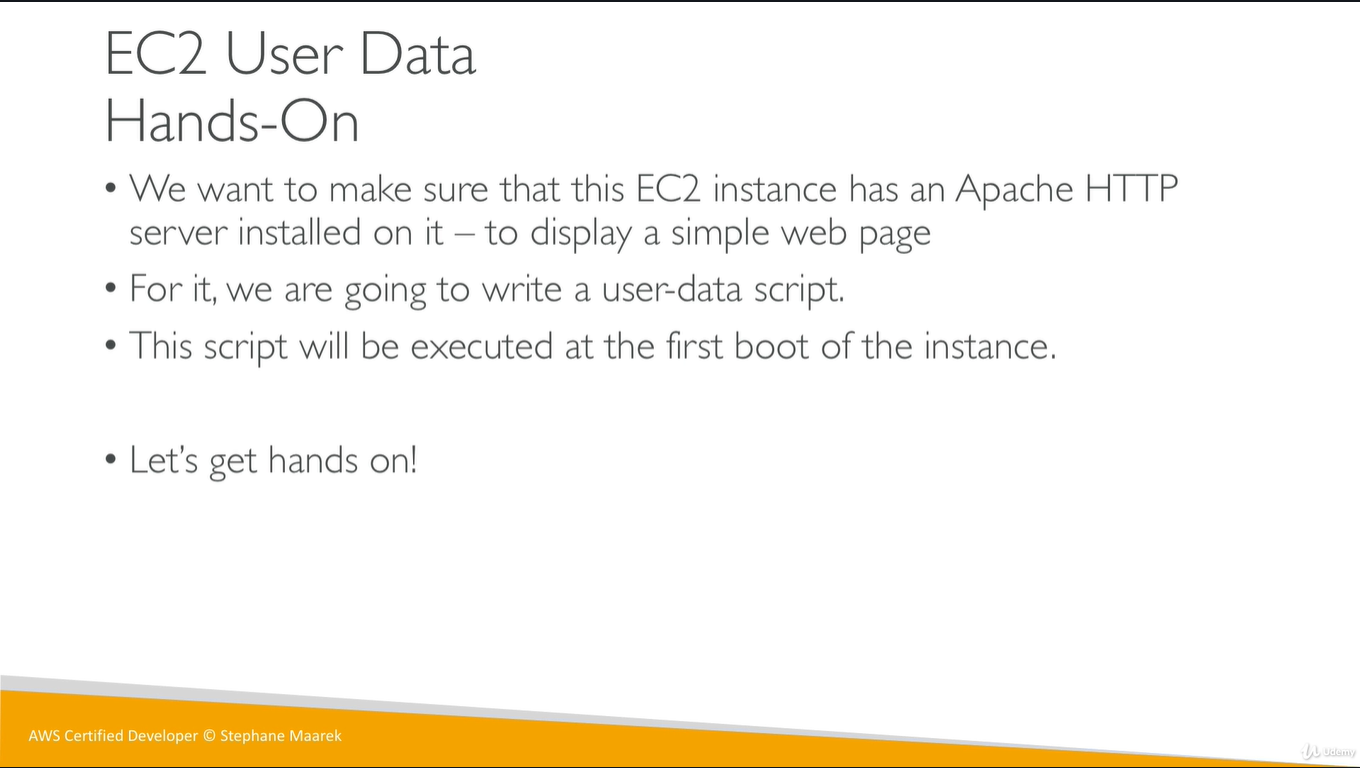 EC2 User Data
Hands-On
• We want to make sure that this EC2 instance has an Apache HTTP
server installed on it – to display a simple web page
• For it, we are going to write a user-data script.
• This script will be executed at the first boot of the instance.
• Let's get hands on!
AWS Certified Developer © Stephane Maarek
Udemy